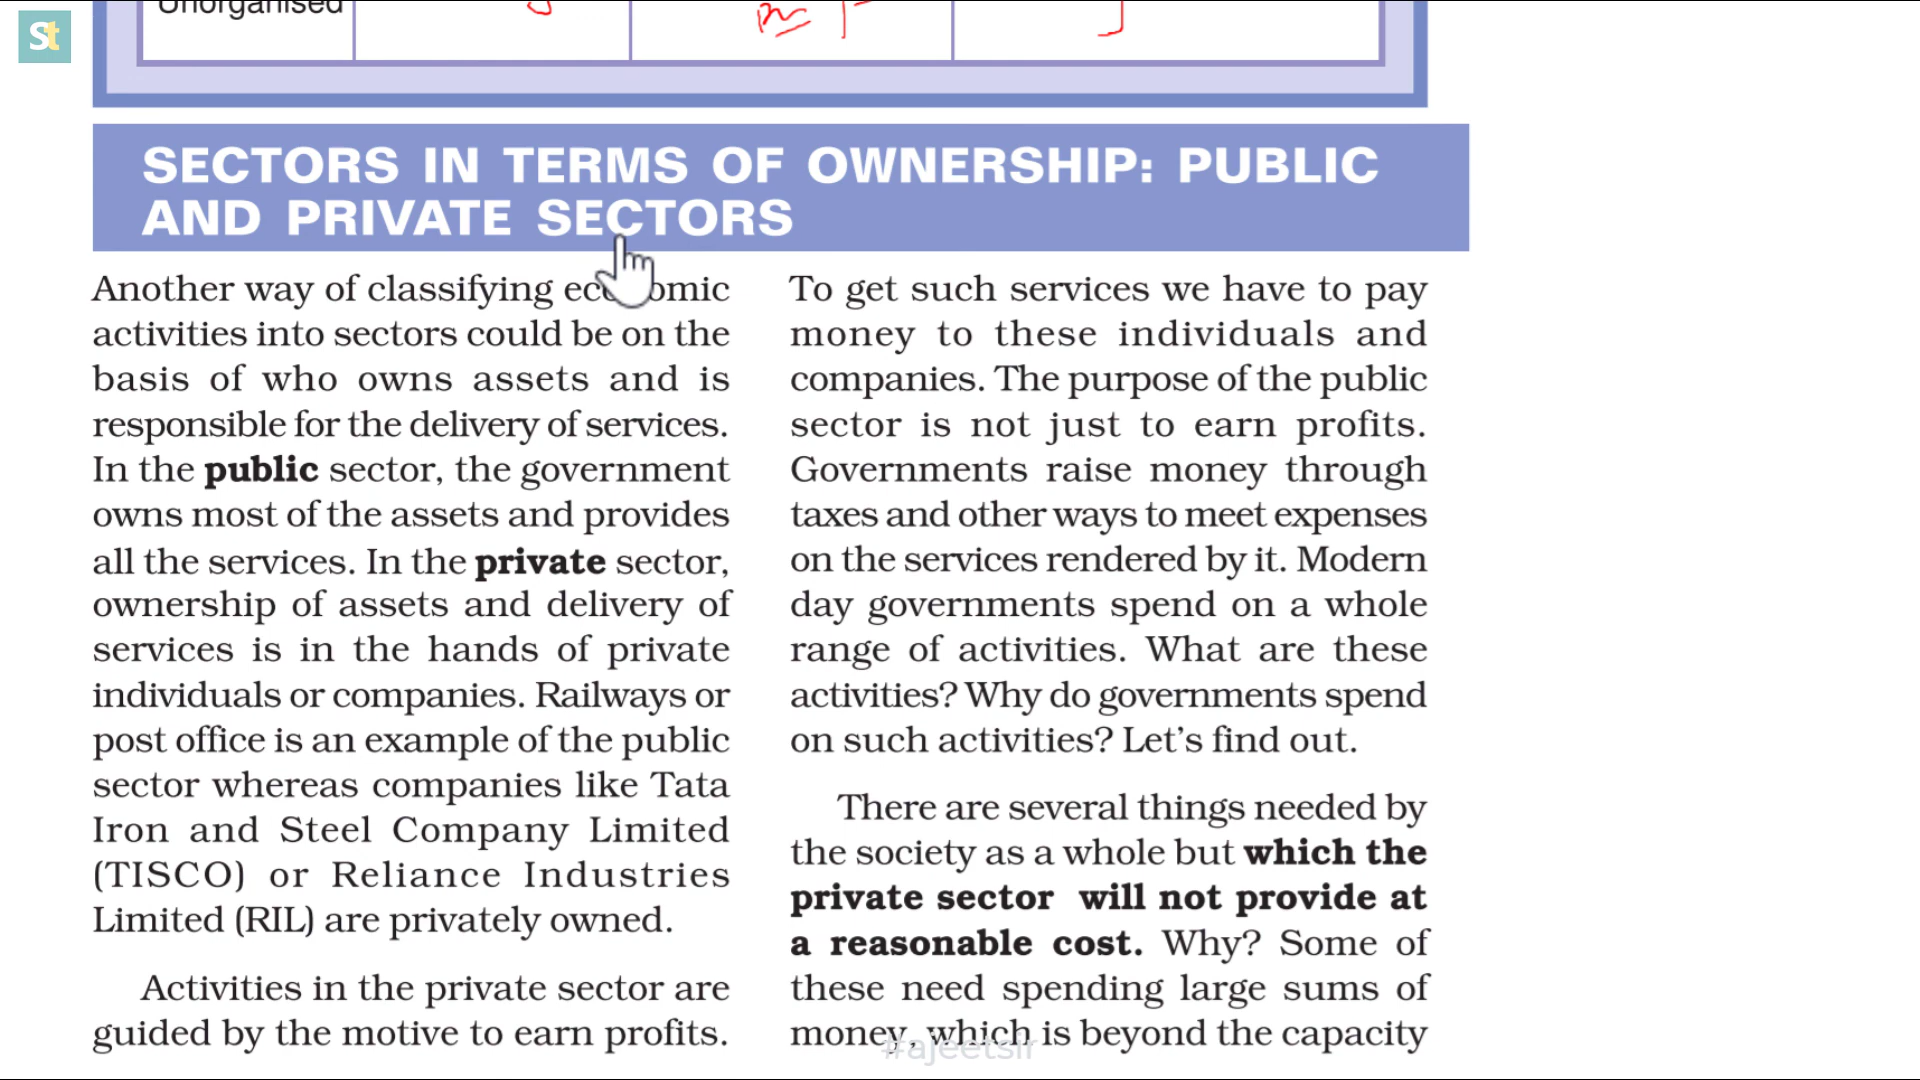 St
Unorganised
SECTORS IN TERMS OF OWNERSHIP: PUBLIC
AND PRIVATE SECTORS
Another way of classifying economic
activities into sectors could be on the
basis of who owns assets and is
responsible for the delivery of services.
In the public sector, the government
owns most of the assets and provides
all the services. In the private sector,
ownership of assets and delivery of
services is in the hands of private
individuals or companies. Railways or
post office is an example of the public
sector whereas companies like Tata
Iron and Steel Company Limited
(TISCO) or Reliance Industries
Limited (RIL) are privately owned.
Activities in the private sector are
guided by the motive to earn profits.
To get such services we have to pay
money to these individuals and
companies. The purpose of the public
sector is not just to earn profits.
Governments raise money through
taxes and other ways to meet expenses
on the services rendered by it. Modern
day governments spend on a whole
range of activities. What are these
activities? Why do governments spend
on such activities? Let's find out.
There are several things needed by
the society as a whole but which the
private sector will not provide at
a reasonable cost. Why? Some of
these need spending large sums of
money, which is beyond the capacity
#ajeetsir